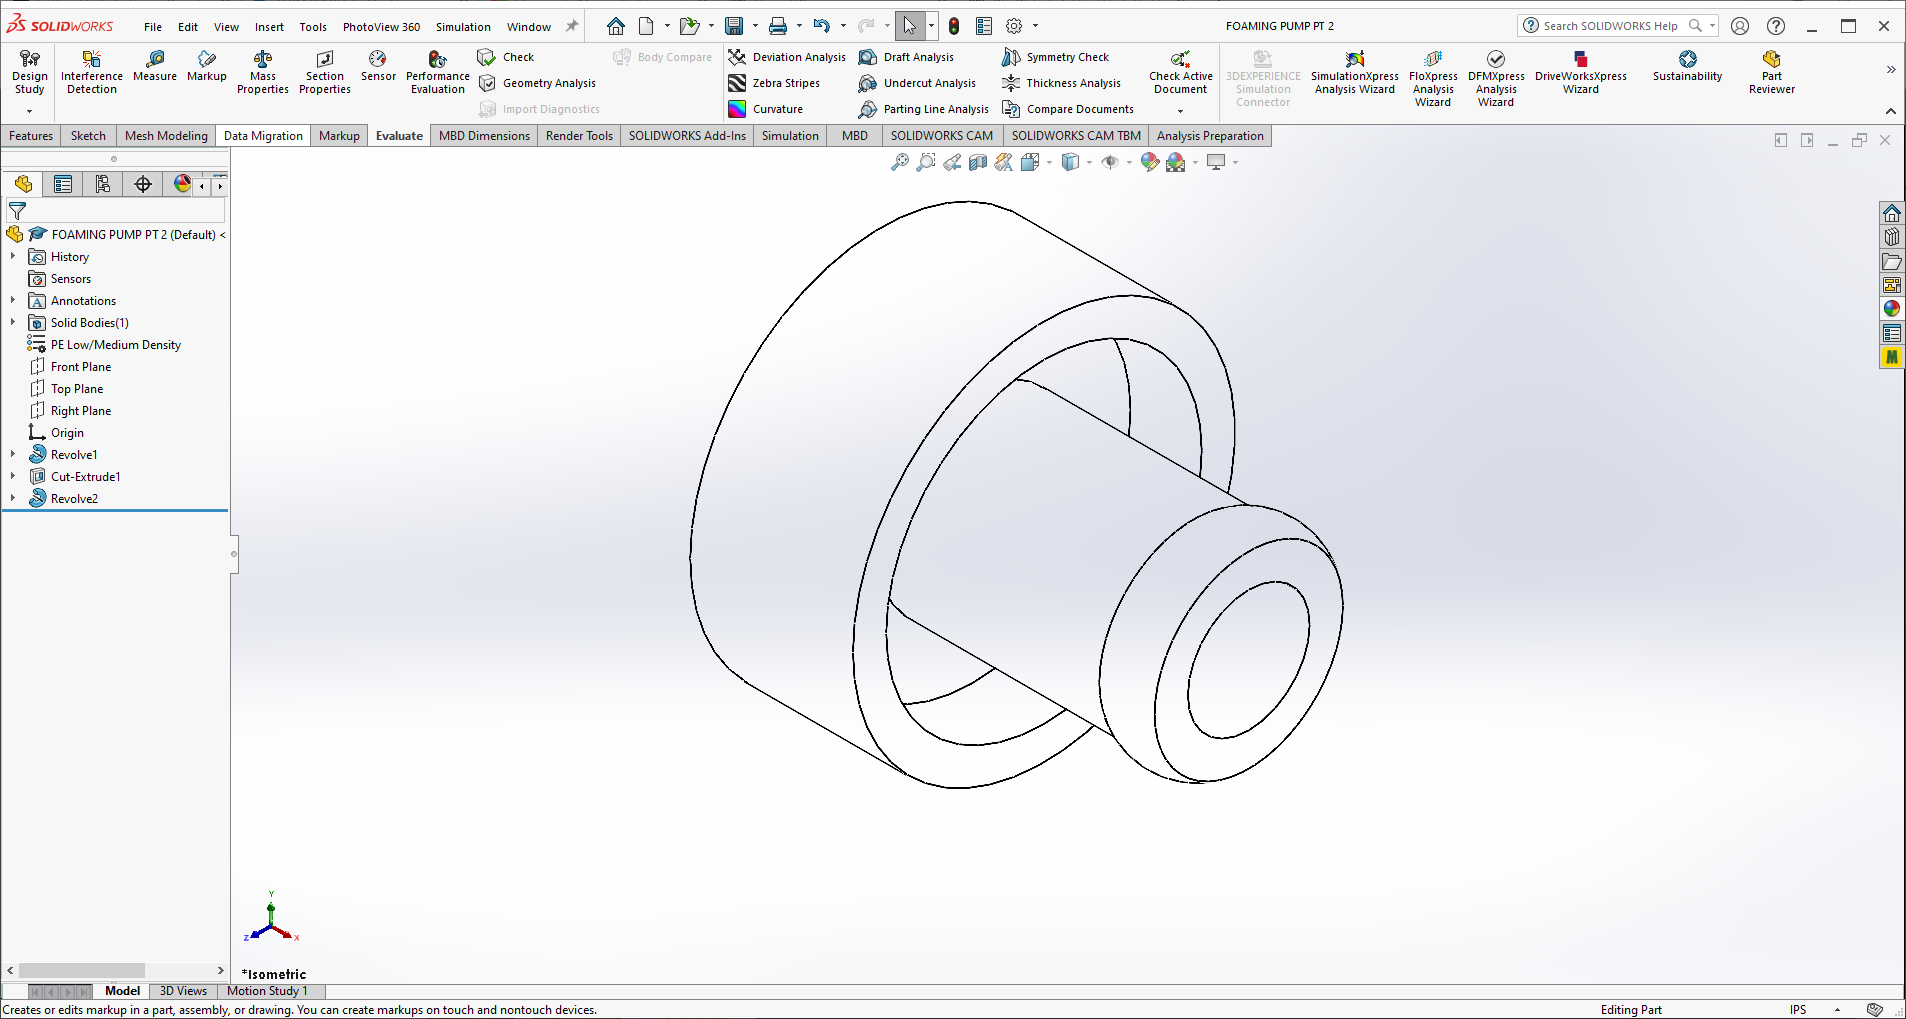 SOLIDWORKS File Edit View Insert Tools PhotoView 360 Simulation Window FOAMING PUMP PT 2 Search SOLIDWORKS Help
Design Study
Interference Detection
Measure
Markup
Mass Properties
Section Properties
Sensor
Performance Evaluation
Check
Geometry Analysis
Import Diagnostics
Body Compare
Deviation Analysis
Zebra Stripes
Curvature
Draft Analysis
Undercut Analysis
Parting Line Analysis
Symmetry Check
Thickness Analysis
Compare Documents
Check Active Document
3DEXPERIENCE Simulation Connector
SimulationXpress Analysis Wizard
FloXpress Analysis Wizard
DFMXpress Analysis Wizard
DriveWorksXpress Wizard
Sustainability
Part Reviewer
Features Sketch Mesh Modeling Data Migration Markup Evaluate MBD Dimensions Render Tools SOLIDWORKS Add-Ins Simulation MBD SOLIDWORKS CAM SOLIDWORKS CAM TBM Analysis Preparation
FOAMING PUMP PT 2 (Default) <
History
Sensors
A Annotations
Solid Bodies(1)
PE Low/Medium Density
Front Plane
Top Plane
Right Plane
Origin
Revolve1
Cut-Extrude1
Revolve2
M
Y
Z X
*Isometric
Model 3D Views Motion Study 1
Creates or edits markup in a part, assembly, or drawing. You can create markups on touch and nontouch devices. Editing Part IPS